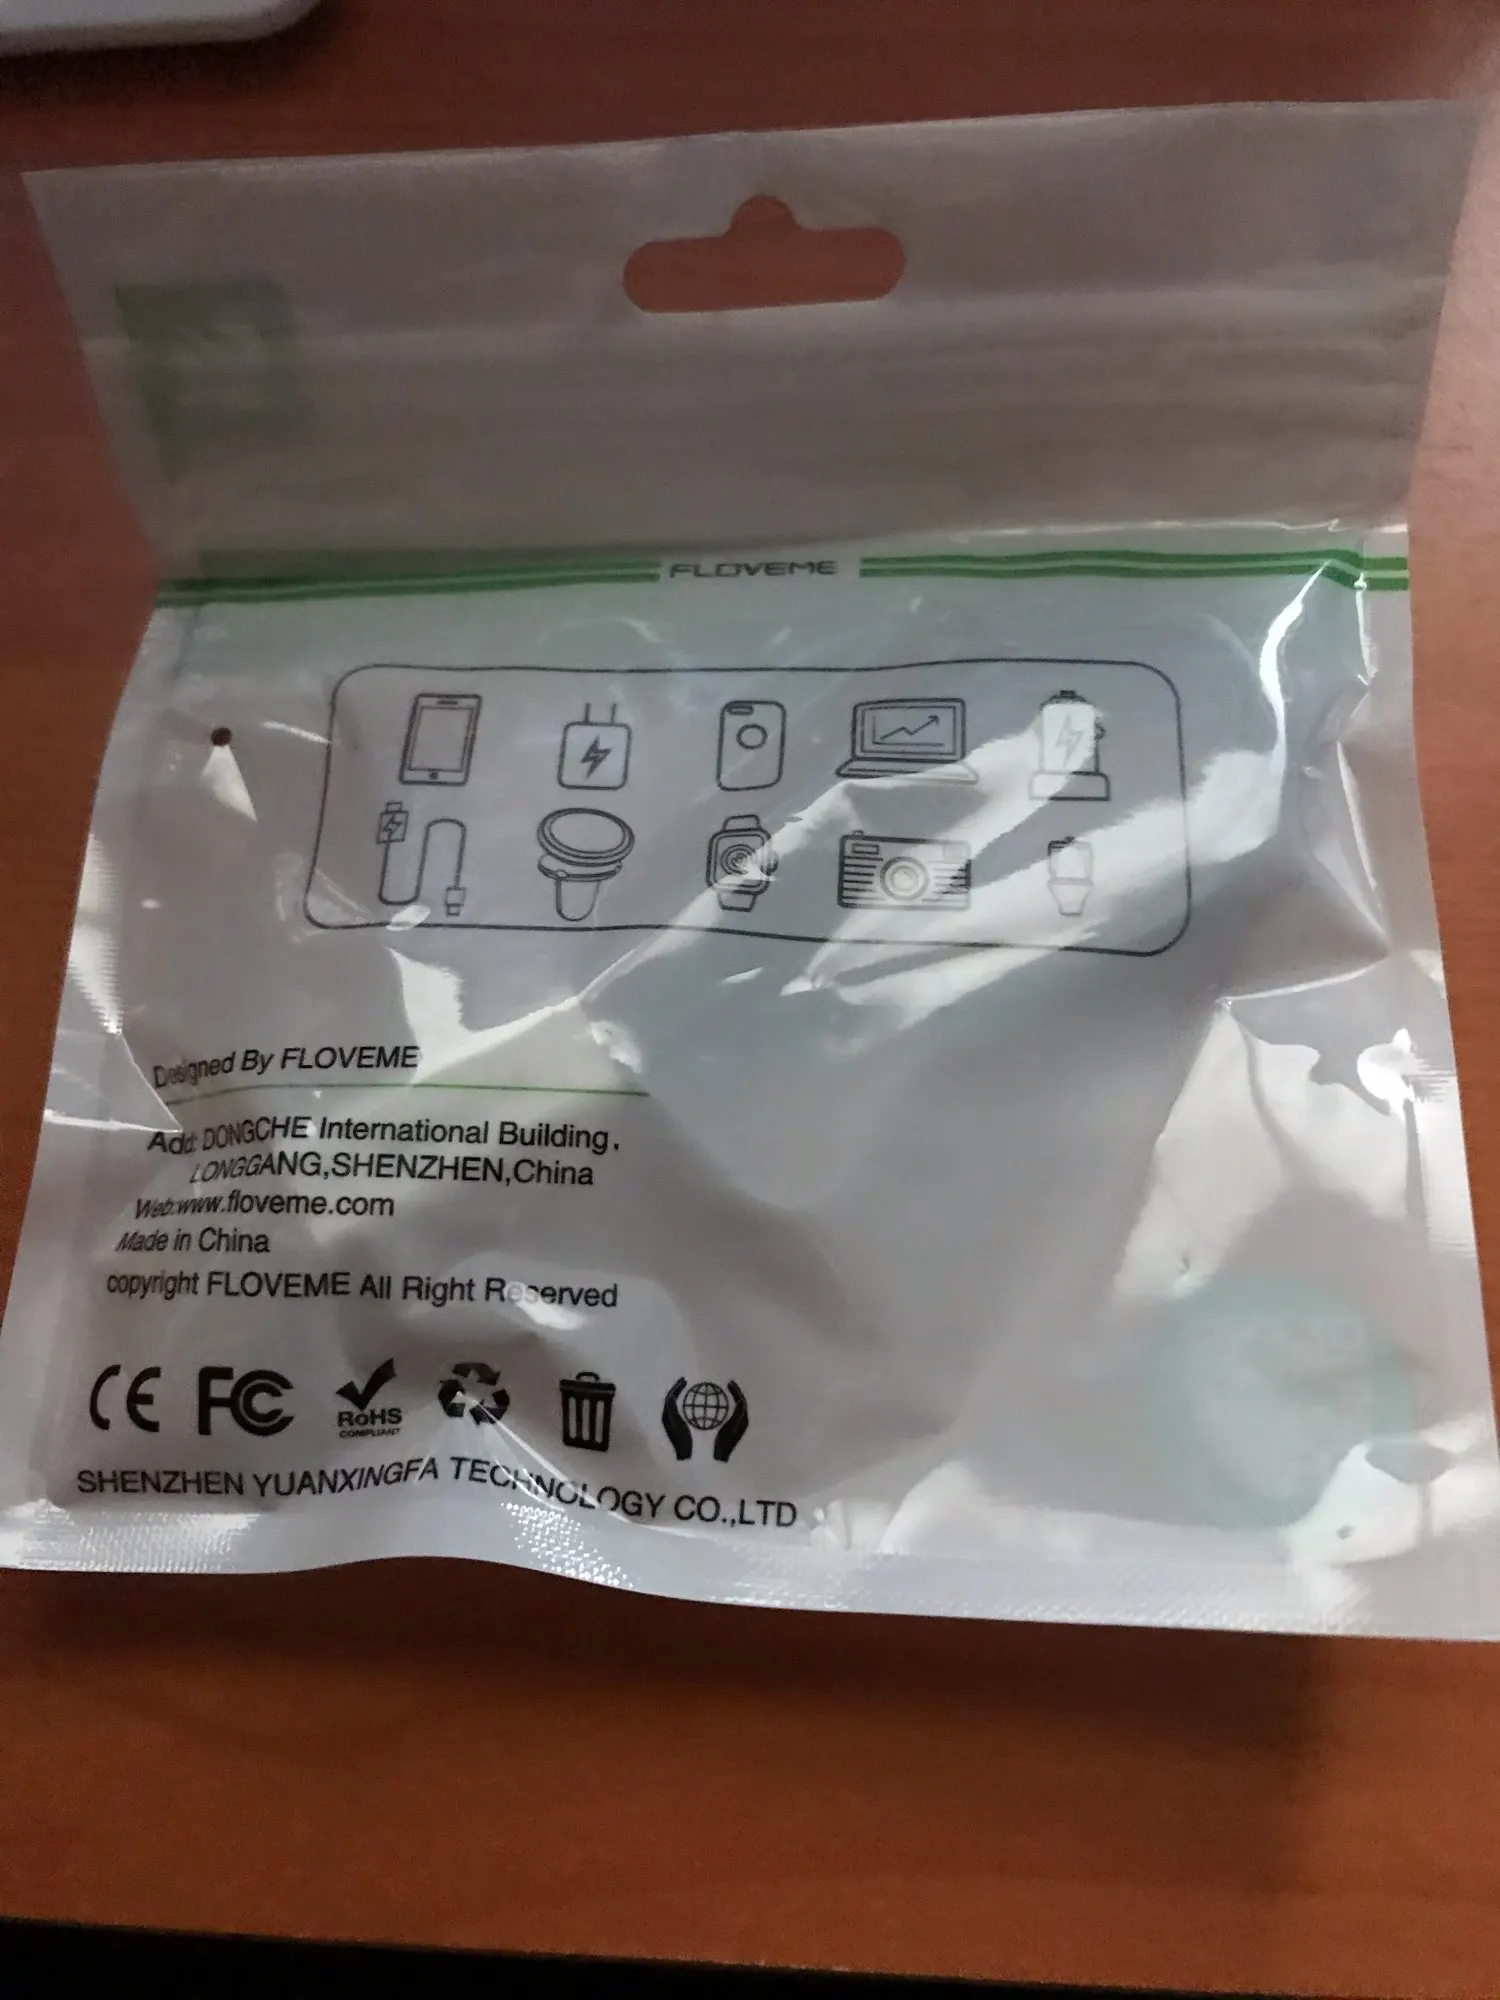 FLOVEME
Designed By FLOVEME
Add: DONGCHE International Building,
LONGGANG,SHENZHEN,China
Web:www.floveme.com
Made in China
copyright FLOVEME All Right Reserved
CE FC RoHS
COMPLIANT
SHENZHEN YUANXINGFA TECHNOLOGY CO.,LTD